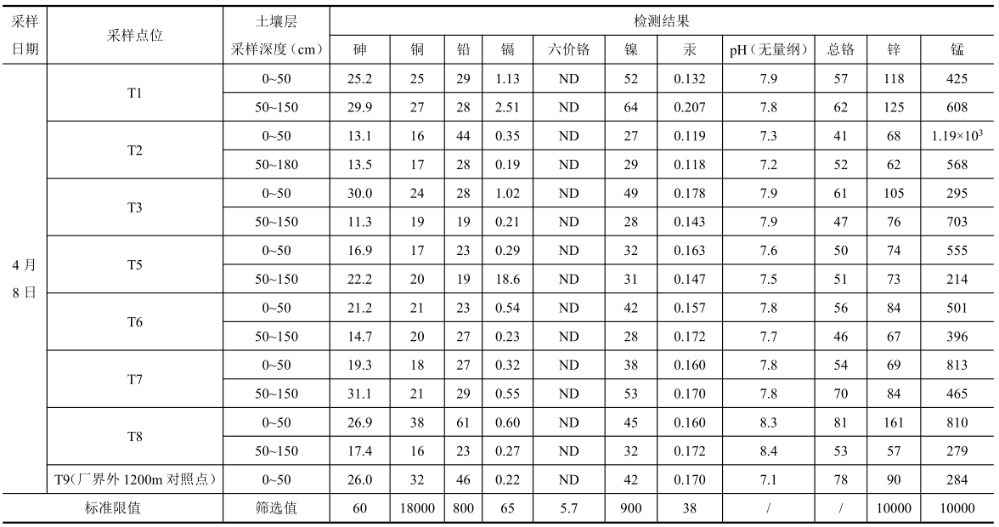 采样日期 采样点位 土壤层采样深度（cm） 检测结果
砷 铜 铅 镉 六价铬 镍 汞 pH（无量纲） 总铬 锌 锰
4月8日
T1 0~50 25.2 25 29 1.13 ND 52 0.132 7.9 57 118 425
50~150 29.9 27 28 2.51 ND 64 0.207 7.8 62 125 608
T2 0~50 13.1 16 44 0.35 ND 27 0.119 7.3 41 68 1.19×10³
50~180 13.5 17 28 0.19 ND 29 0.118 7.2 52 62 568
T3 0~50 30.0 24 28 1.02 ND 49 0.178 7.9 61 105 295
50~150 11.3 19 19 0.21 ND 28 0.143 7.9 47 76 703
T5 0~50 16.9 17 23 0.29 ND 32 0.163 7.6 50 74 555
50~150 22.2 20 19 18.6 ND 31 0.147 7.5 51 73 214
T6 0~50 21.2 21 23 0.54 ND 42 0.157 7.8 56 84 501
50~150 14.7 20 27 0.23 ND 28 0.172 7.7 46 67 396
T7 0~50 19.3 18 27 0.32 ND 38 0.160 7.8 54 69 813
50~150 31.1 21 29 0.55 ND 53 0.170 7.8 70 84 465
T8 0~50 26.9 38 61 0.60 ND 45 0.160 8.3 81 161 810
50~150 17.4 16 23 0.27 ND 32 0.172 8.4 53 57 279
T9（厂界外1200m对照点） 0~50 26.0 32 46 0.22 ND 42 0.170 7.1 78 90 284
标准限值 筛选值 60 18000 800 65 5.7 900 38 / / 10000 10000